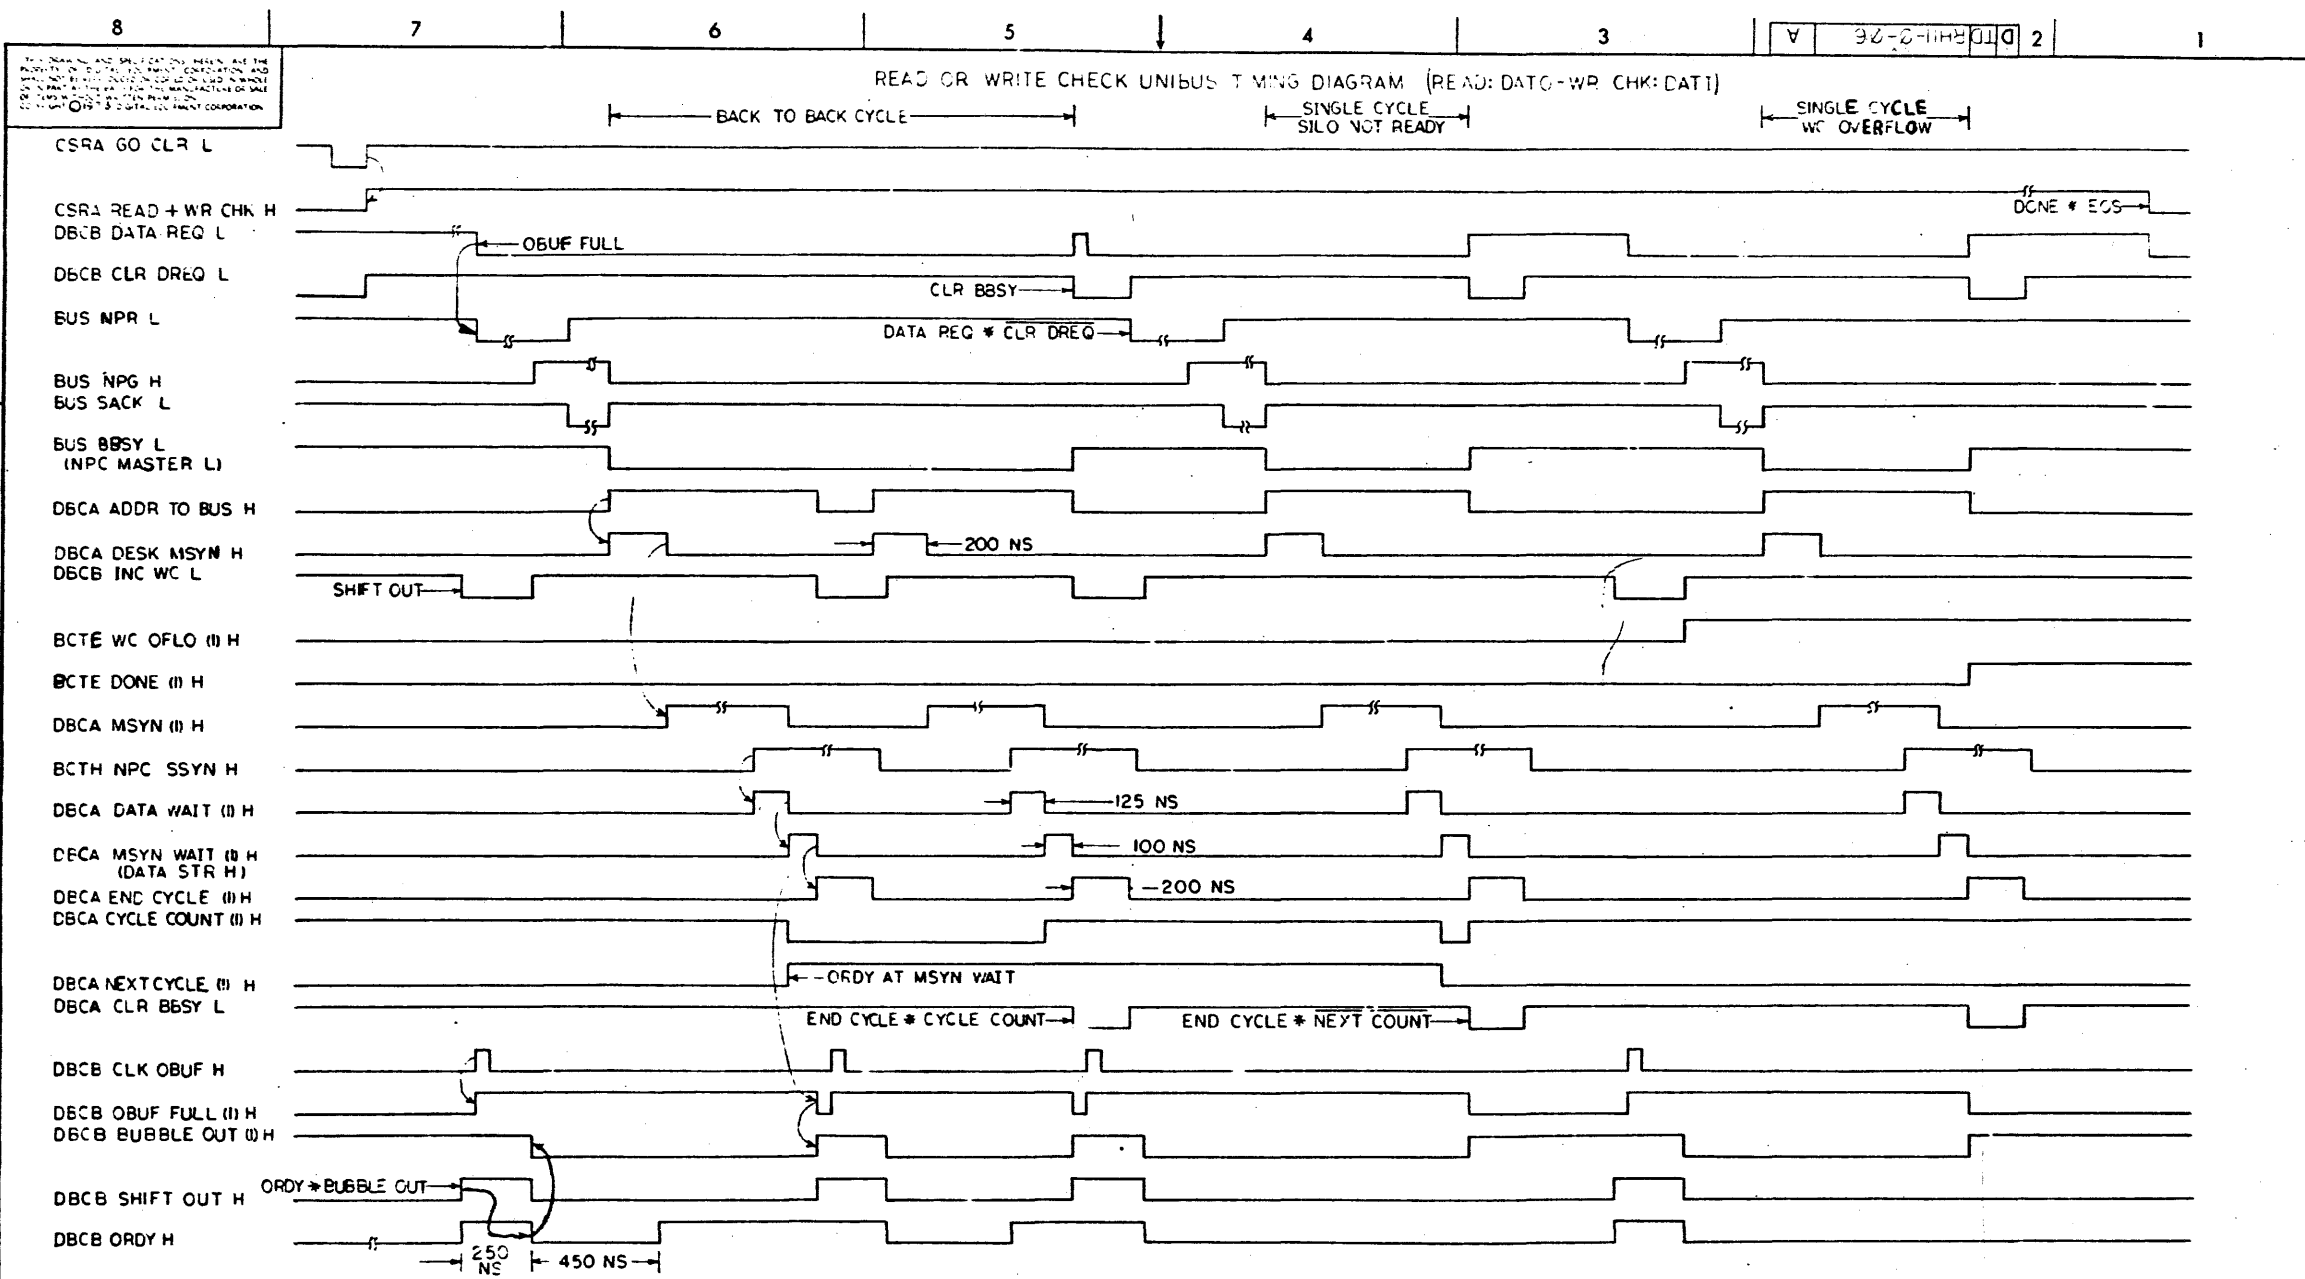 8 7 6 5 4 3 2 1
A D TD RH11-0-26
READ OR WRITE CHECK UNIBUS TIMING DIAGRAM (READ: DATO-WR CHK: DATI)
BACK TO BACK CYCLE
SINGLE CYCLE
SILO NOT READY
SINGLE CYCLE
WC OVERFLOW
CSRA GO CLR L
CSRA READ + WR CHK H
DONE * EOS
DBCB DATA REQ L
OBUF FULL
DBCB CLR DREQ L
CLR BBSY
BUS NPR L
DATA REQ * CLR DREQ
BUS NPG H
BUS SACK L
BUS BBSY L
(NPC MASTER L)
DBCA ADDR TO BUS H
DBCA DESK MSYN H
200 NS
DBCB INC WC L
SHIFT OUT
BCTE WC OFLO (1) H
BCTE DONE (1) H
DBCA MSYN (1) H
BCTH NPC SSYN H
DBCA DATA WAIT (1) H
125 NS
DBCA MSYN WAIT (1) H
(DATA STR H)
100 NS
DBCA END CYCLE (1) H
200 NS
DBCA CYCLE COUNT (1) H
DBCA NEXT CYCLE (1) H
ORDY AT MSYN WAIT
DBCA CLR BBSY L
END CYCLE * CYCLE COUNT
END CYCLE * NEXT COUNT
DBCB CLK OBUF H
DBCB OBUF FULL (1) H
DBCB BUBBLE OUT (1) H
ORDY * BUBBLE OUT
DBCB SHIFT OUT H
DBCB ORDY H
250
NS
450 NS